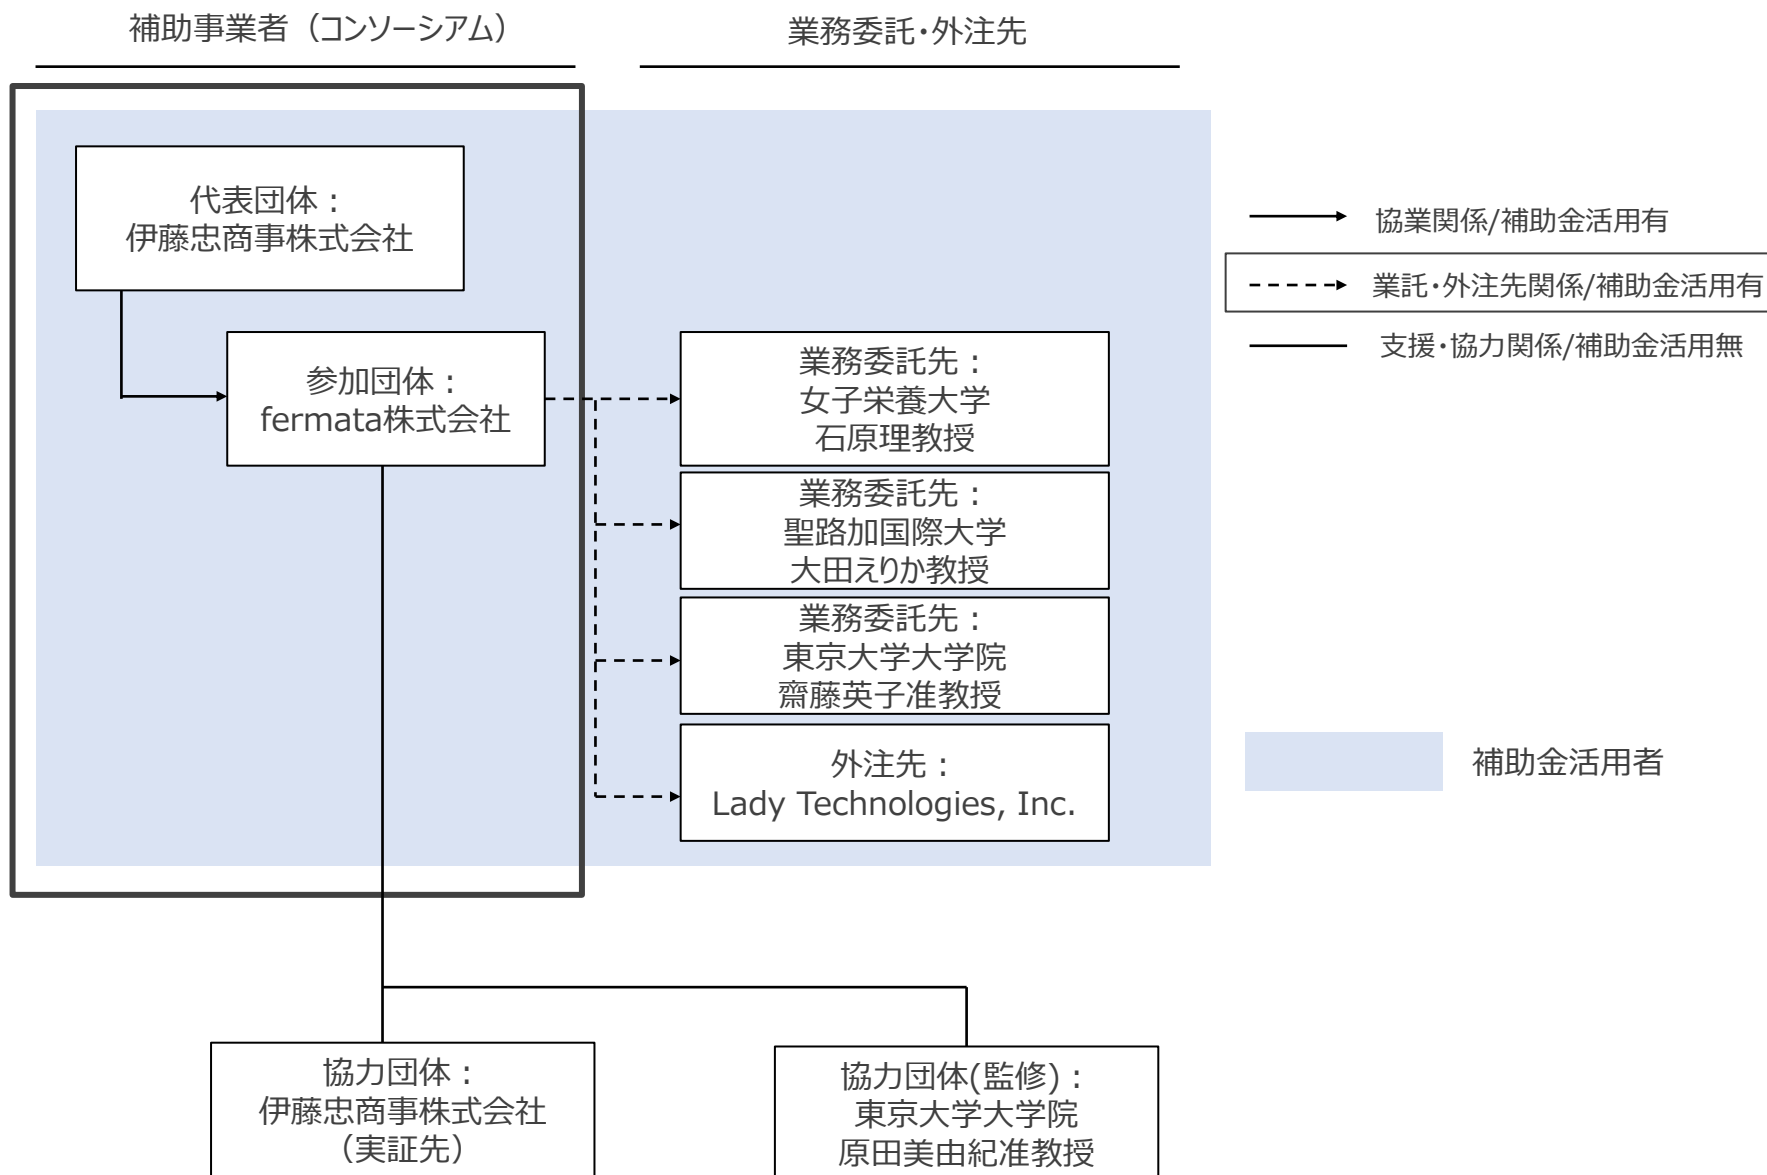 補助事業者（コンソーシアム）
業務委託・外注先
代表団体：
伊藤忠商事株式会社
参加団体：
fermata株式会社
業務委託先：
女子栄養大学
石原理教授
業務委託先：
聖路加国際大学
大田えりか教授
業務委託先：
東京大学大学院
齋藤英子准教授
外注先：
Lady Technologies, Inc.
協業関係/補助金活用有
業託・外注先関係/補助金活用有
支援・協力関係/補助金活用無
補助金活用者
協力団体：
伊藤忠商事株式会社
（実証先）
協力団体(監修)：
東京大学大学院
原田美由紀准教授